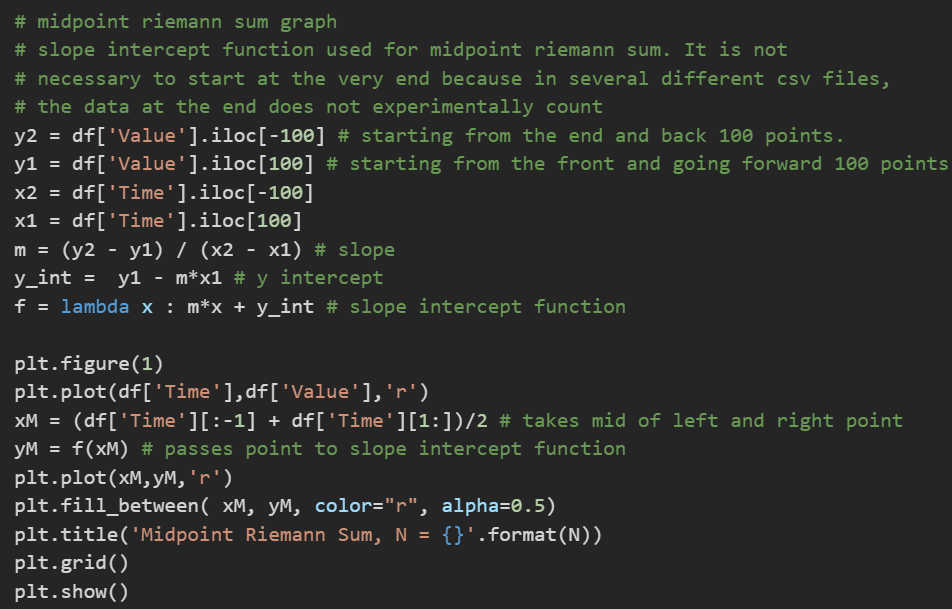 # midpoint riemann sum graph
# slope intercept function used for midpoint riemann sum. It is not
# necessary to start at the very end because in several different csv files,
# the data at the end does not experimentally count
y2 = df['Value'].iloc[-100] # starting from the end and back 100 points.
y1 = df['Value'].iloc[100] # starting from the front and going forward 100 points
x2 = df['Time'].iloc[-100]
x1 = df['Time'].iloc[100]
m = (y2 - y1) / (x2 - x1) # slope
y_int =  y1 - m*x1 # y intercept
f = lambda x : m*x + y_int # slope intercept function

plt.figure(1)
plt.plot(df['Time'],df['Value'],'r')
xM = (df['Time'][:-1] + df['Time'][1:])/2 # takes mid of left and right point
yM = f(xM) # passes point to slope intercept function
plt.plot(xM,yM,'r')
plt.fill_between( xM, yM, color="r", alpha=0.5)
plt.title('Midpoint Riemann Sum, N = {}'.format(N))
plt.grid()
plt.show()